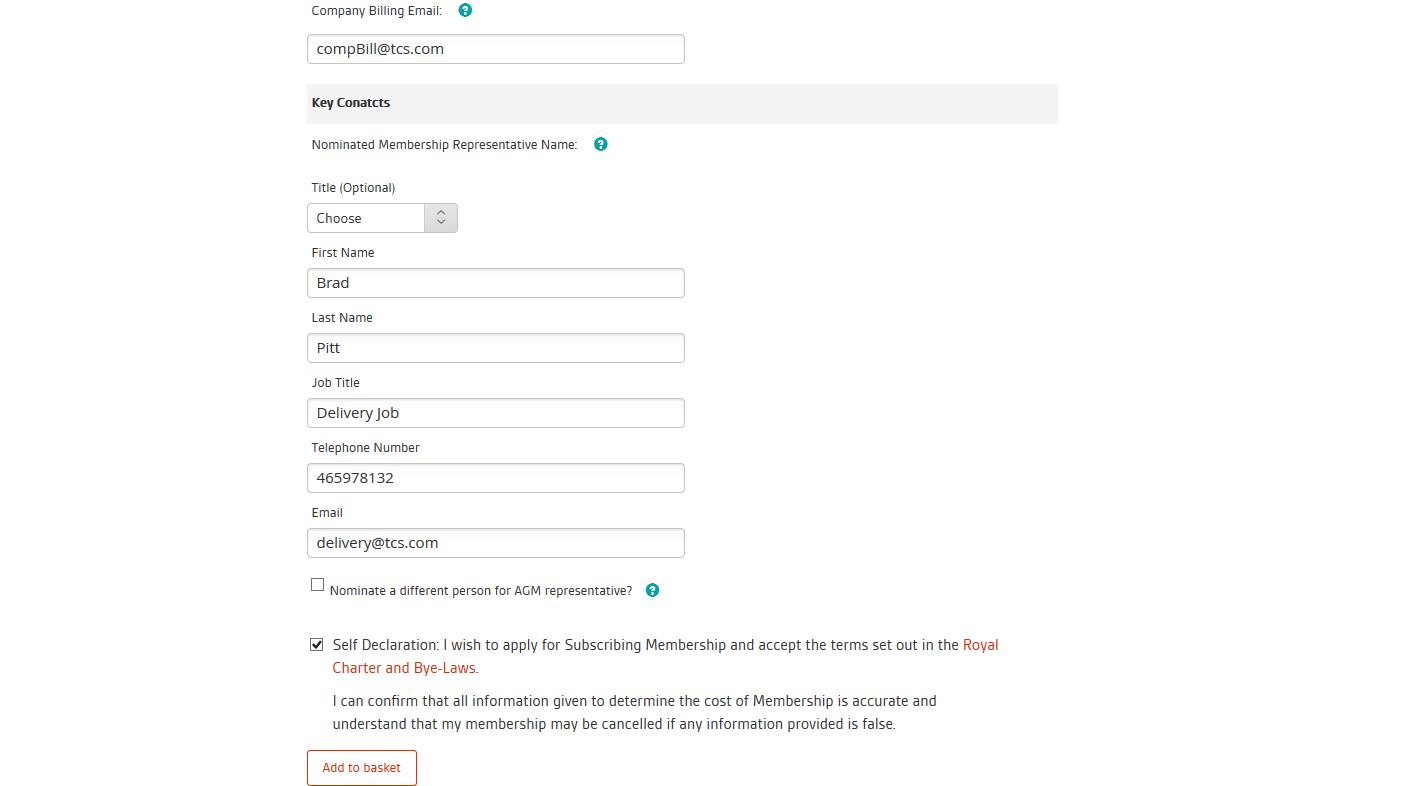 Company Billing Email:
compBill@tcs.com
Key Conatcts
Nominated Membership Representative Name:
Title (Optional)
Choose
First Name
Brad
Last Name
Pitt
Job Title
Delivery Job
Telephone Number
465978132
Email
delivery@tcs.com
Nominate a different person for AGM representative?
Self Declaration: I wish to apply for Subscribing Membership and accept the terms set out in the Royal
Charter and Bye-Laws.
I can confirm that all information given to determine the cost of Membership is accurate and
understand that my membership may be cancelled if any information provided is false.
Add to basket